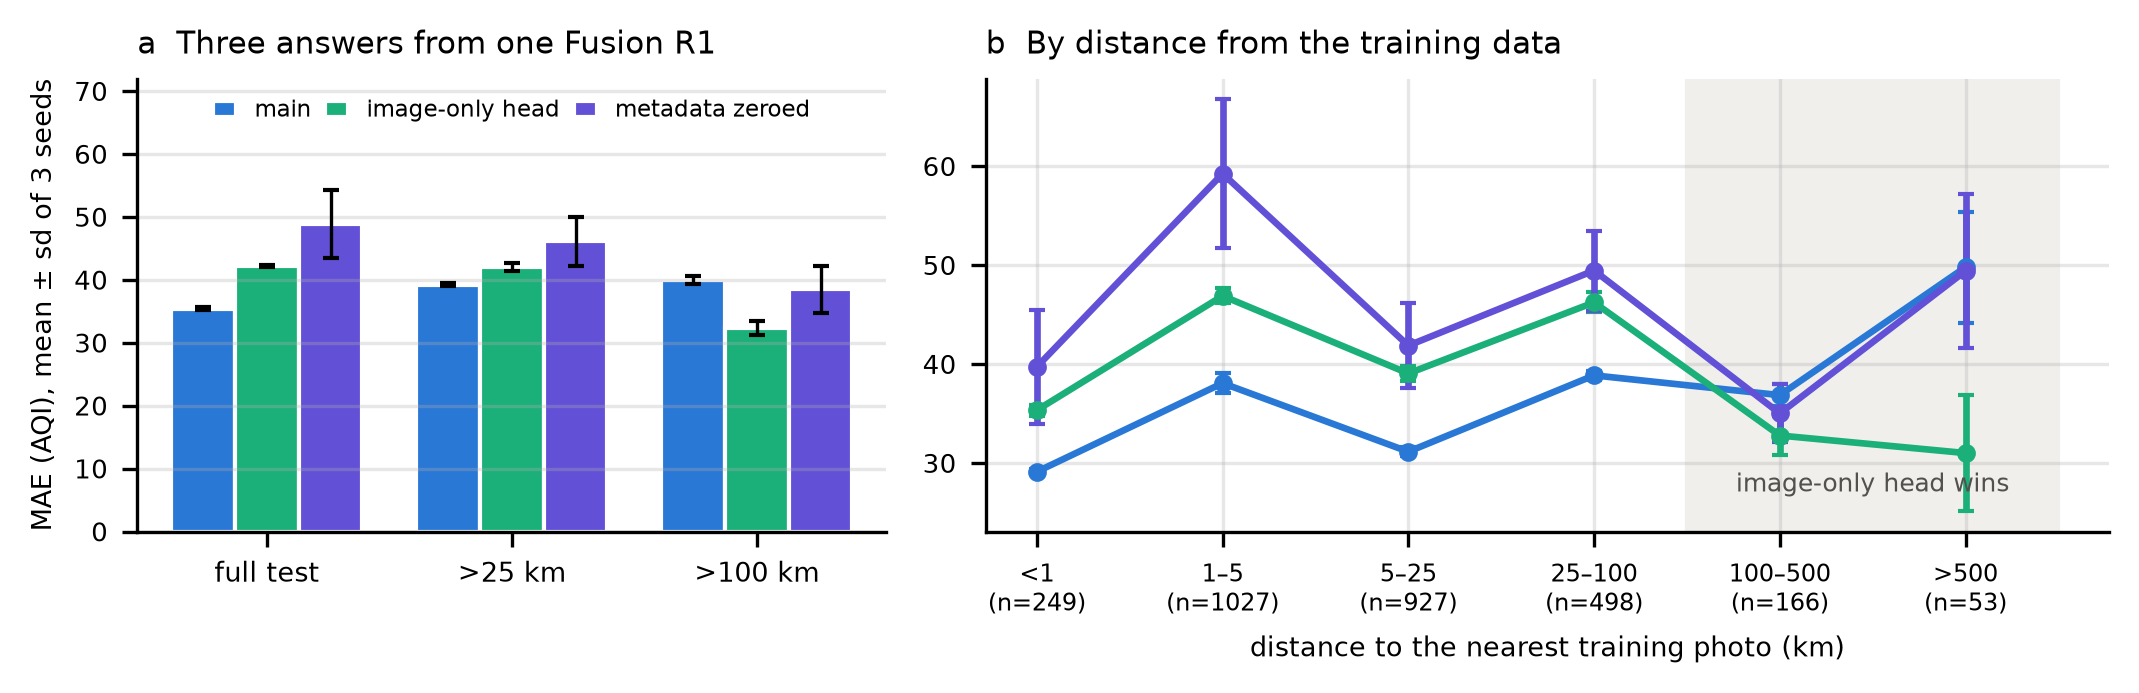 a  Three answers from one Fusion R1
MAE (AQI), mean ± sd of 3 seeds
70
60
50
40
30
20
10
0
main  image-only head  metadata zeroed
full test  >25 km  >100 km
b  By distance from the training data
60
50
40
30
image-only head wins
<1  1–5  5–25  25–100  100–500  >500
(n=249)  (n=1027)  (n=927)  (n=498)  (n=166)  (n=53)
distance to the nearest training photo (km)